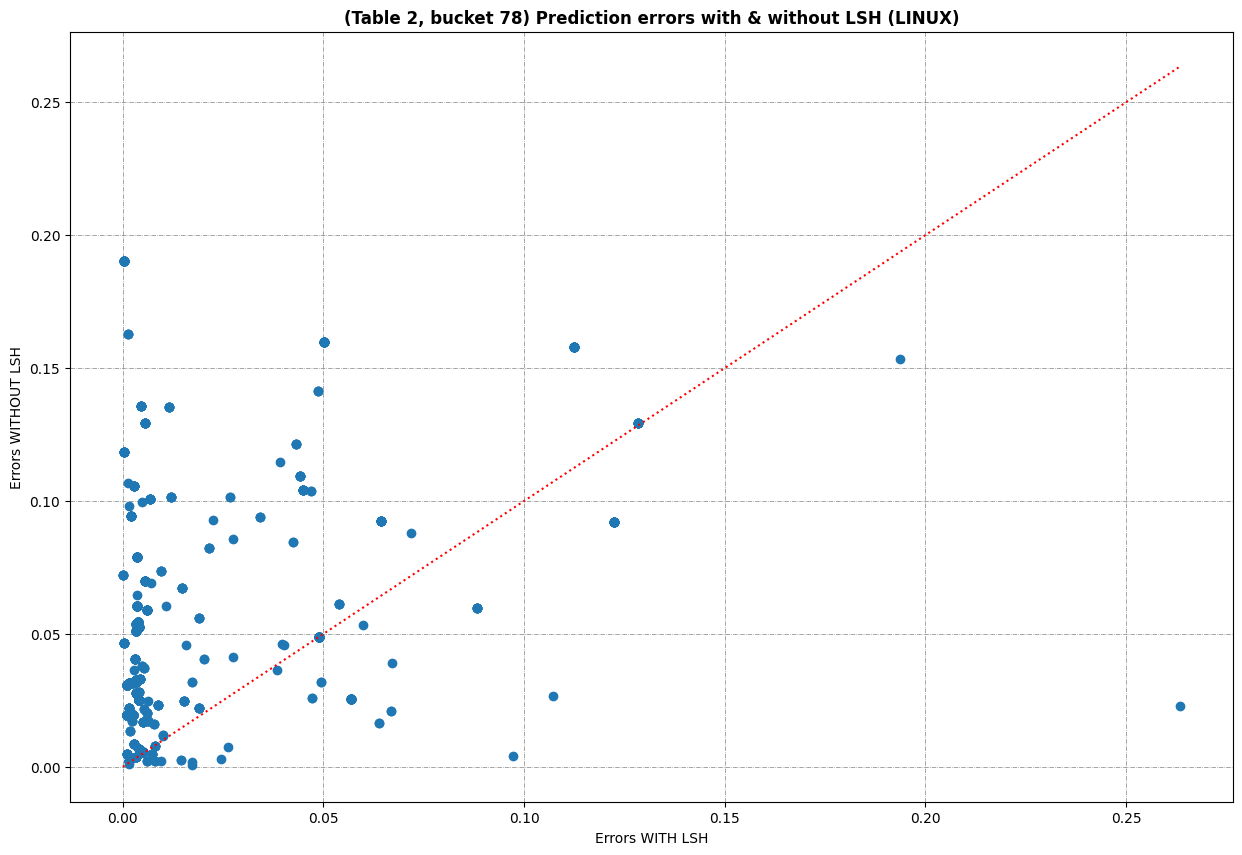 (Table 2, bucket 78) Prediction errors with & without LSH (LINUX)
Errors WITHOUT LSH
0.25
0.20
0.15
0.10
0.05
0.00
0.00 0.05 0.10 0.15 0.20 0.25
Errors WITH LSH